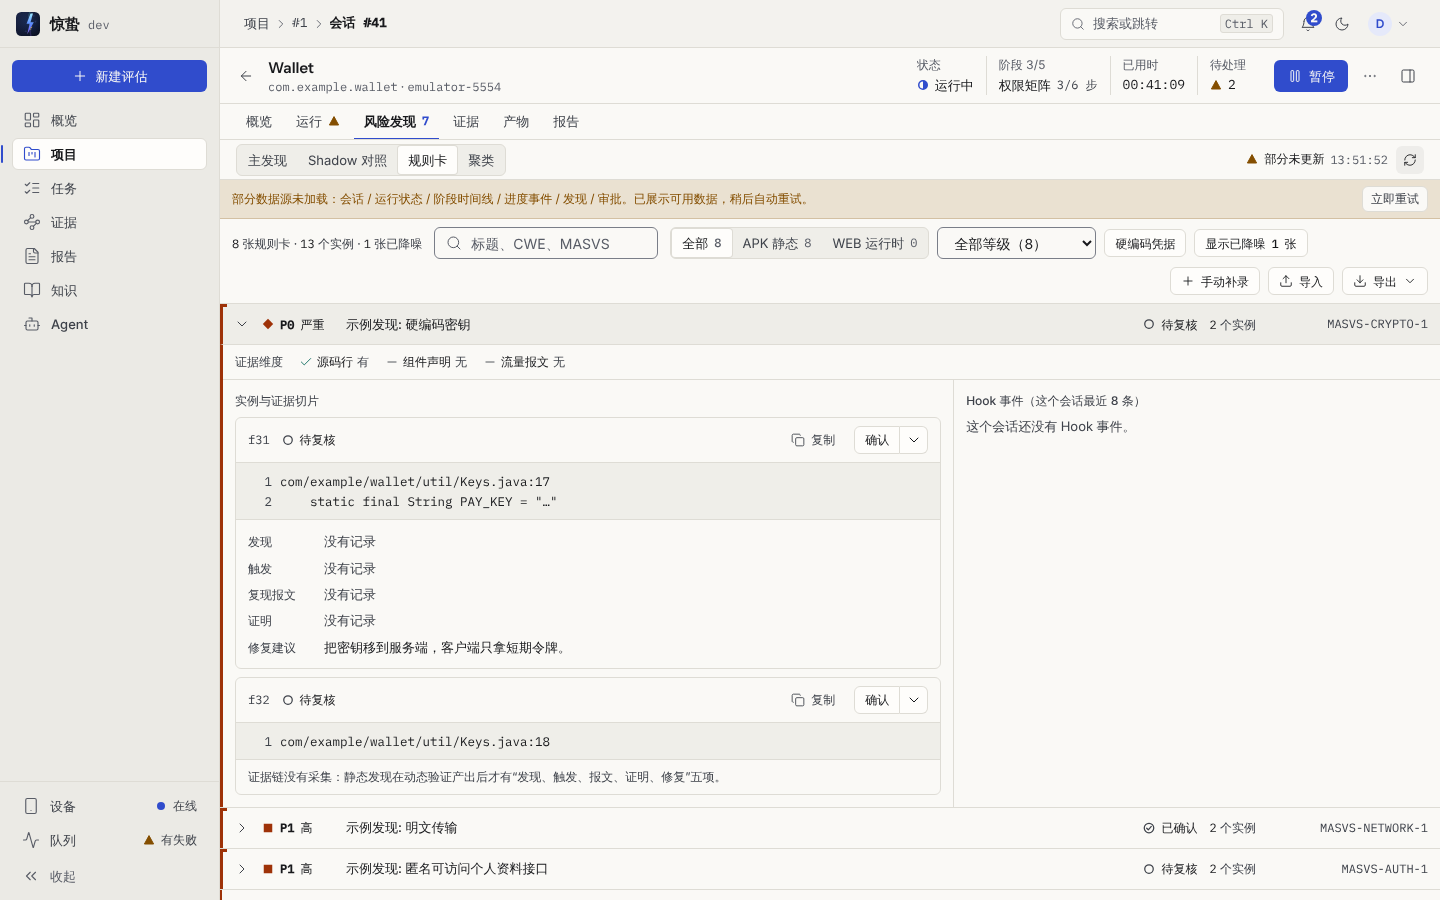 惊蛰 dev
新建评估
概览
项目
任务
证据
报告
知识
Agent
设备 在线
队列 有失败
收起
项目 #1 会话 #41
搜索或跳转 Ctrl K
2
D
Wallet
com.example.wallet · emulator-5554
状态
运行中
阶段 3/5
权限矩阵 3/6 步
已用时
00:41:09
待处理
2
暂停
概览 运行 风险发现 7 证据 产物 报告
主发现 Shadow 对照 规则卡 聚类
部分未更新 13:51:52
部分数据源未加载：会话 / 运行状态 / 阶段时间线 / 进度事件 / 发现 / 审批。已展示可用数据，稍后自动重试。
立即重试
8 张规则卡 · 13 个实例 · 1 张已降噪
标题、CWE、MASVS
全部 8 APK 静态 8 WEB 运行时 0
全部等级（8）
硬编码凭据
显示已降噪 1 张
手动补录
导入
导出
P0 严重 示例发现: 硬编码密钥 待复核 2 个实例 MASVS-CRYPTO-1
证据维度 源码行 有 组件声明 无 流量报文 无
实例与证据切片
f31 待复核 复制 确认
1 com/example/wallet/util/Keys.java:17
2 static final String PAY_KEY = "…"
发现 没有记录
触发 没有记录
复现报文 没有记录
证明 没有记录
修复建议 把密钥移到服务端，客户端只拿短期令牌。
f32 待复核 复制 确认
1 com/example/wallet/util/Keys.java:18
证据链没有采集：静态发现在动态验证产出后才有“发现、触发、报文、证明、修复”五项。
Hook 事件（这个会话最近 8 条）
这个会话还没有 Hook 事件。
P1 高 示例发现: 明文传输 已确认 2 个实例 MASVS-NETWORK-1
P1 高 示例发现: 匿名可访问个人资料接口 待复核 2 个实例 MASVS-AUTH-1